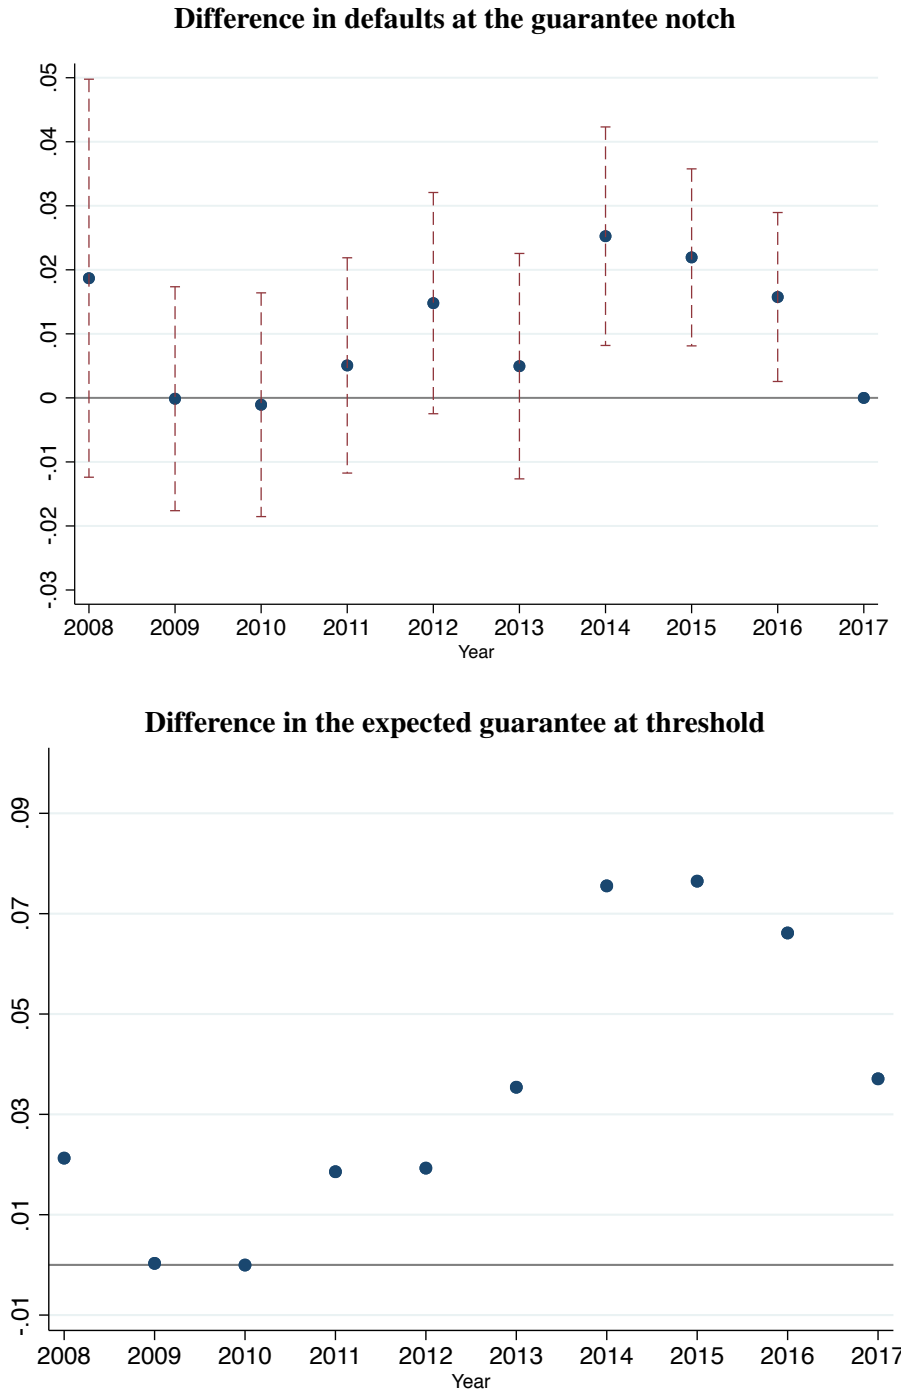 Difference in defaults at the guarantee notch
.05
.04
.03
.02
.01
0
-.01
-.02
-.03
2008 2009 2010 2011 2012 2013 2014 2015 2016 2017
Year
Difference in the expected guarantee at threshold
.09
.07
.05
.03
.01
-.01
2008 2009 2010 2011 2012 2013 2014 2015 2016 2017
Year